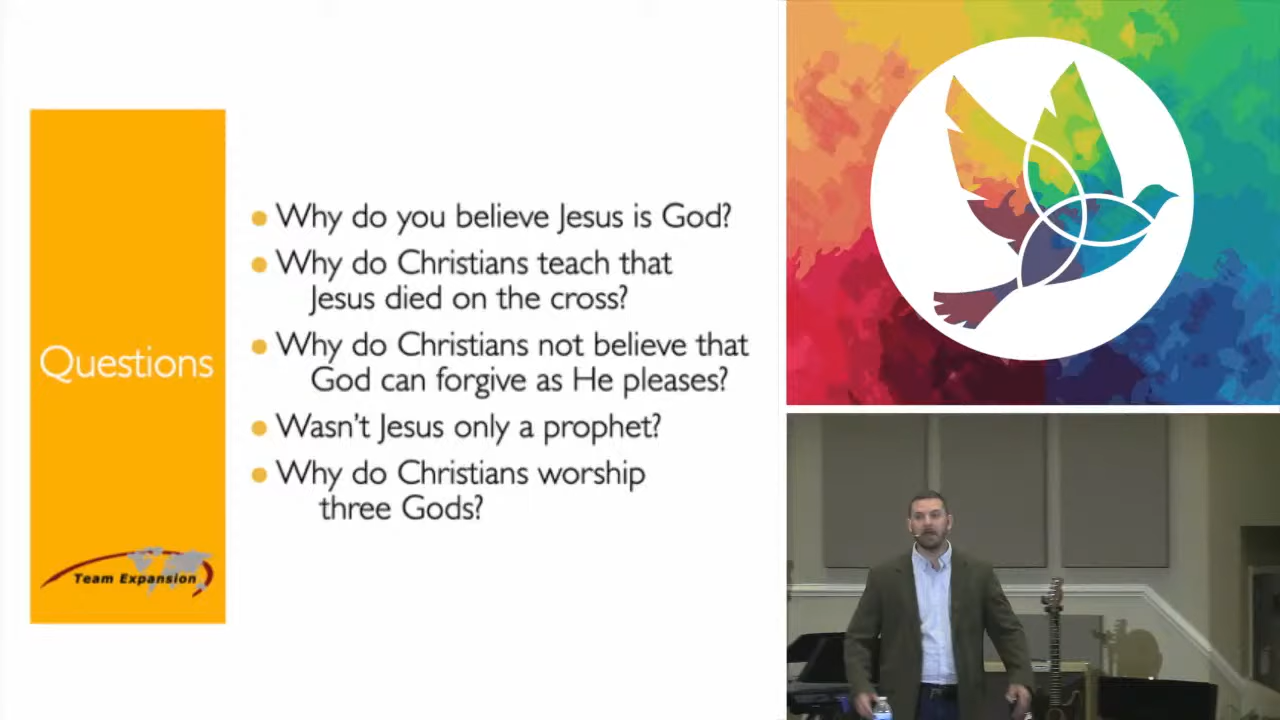 Questions
Why do you believe Jesus is God?
Why do Christians teach that
Jesus died on the cross?
Why do Christians not believe that
God can forgive as He pleases?
Wasn't Jesus only a prophet?
Why do Christians worship
three Gods?
Team Expansion